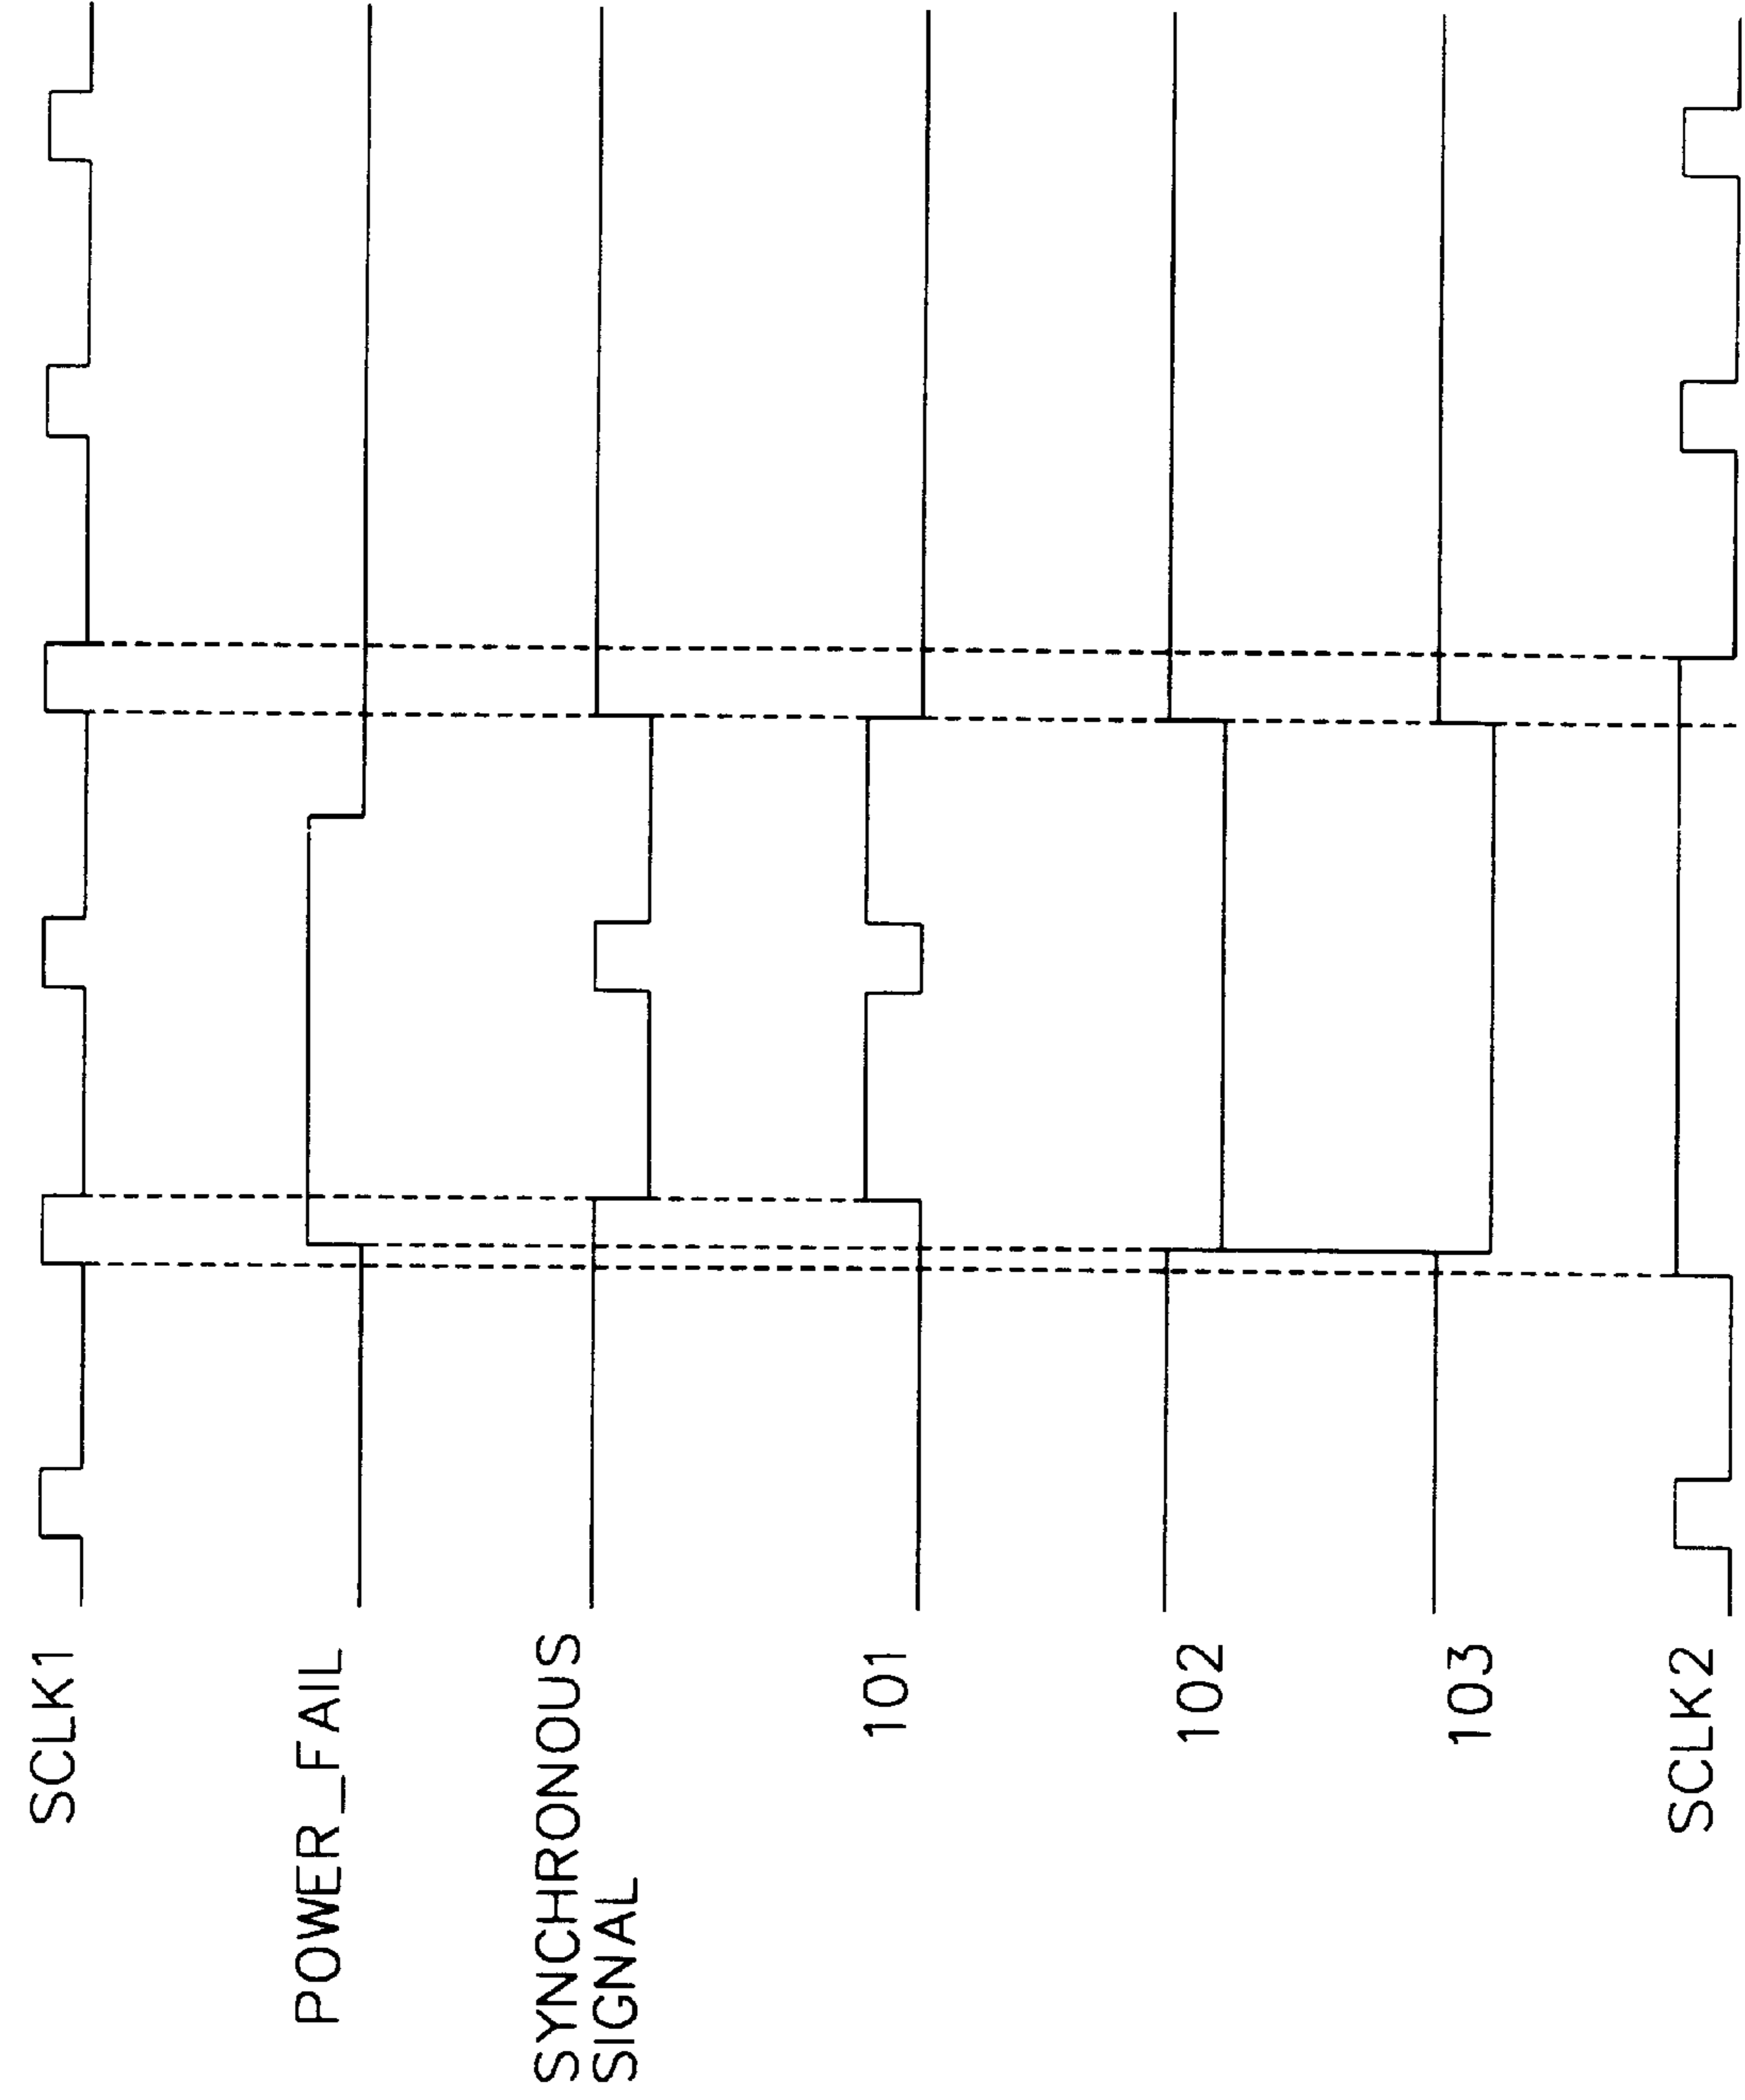 SCLK1
POWER_FAIL
SYNCHRONOUS
SIGNAL
101
102
103
SCLK2